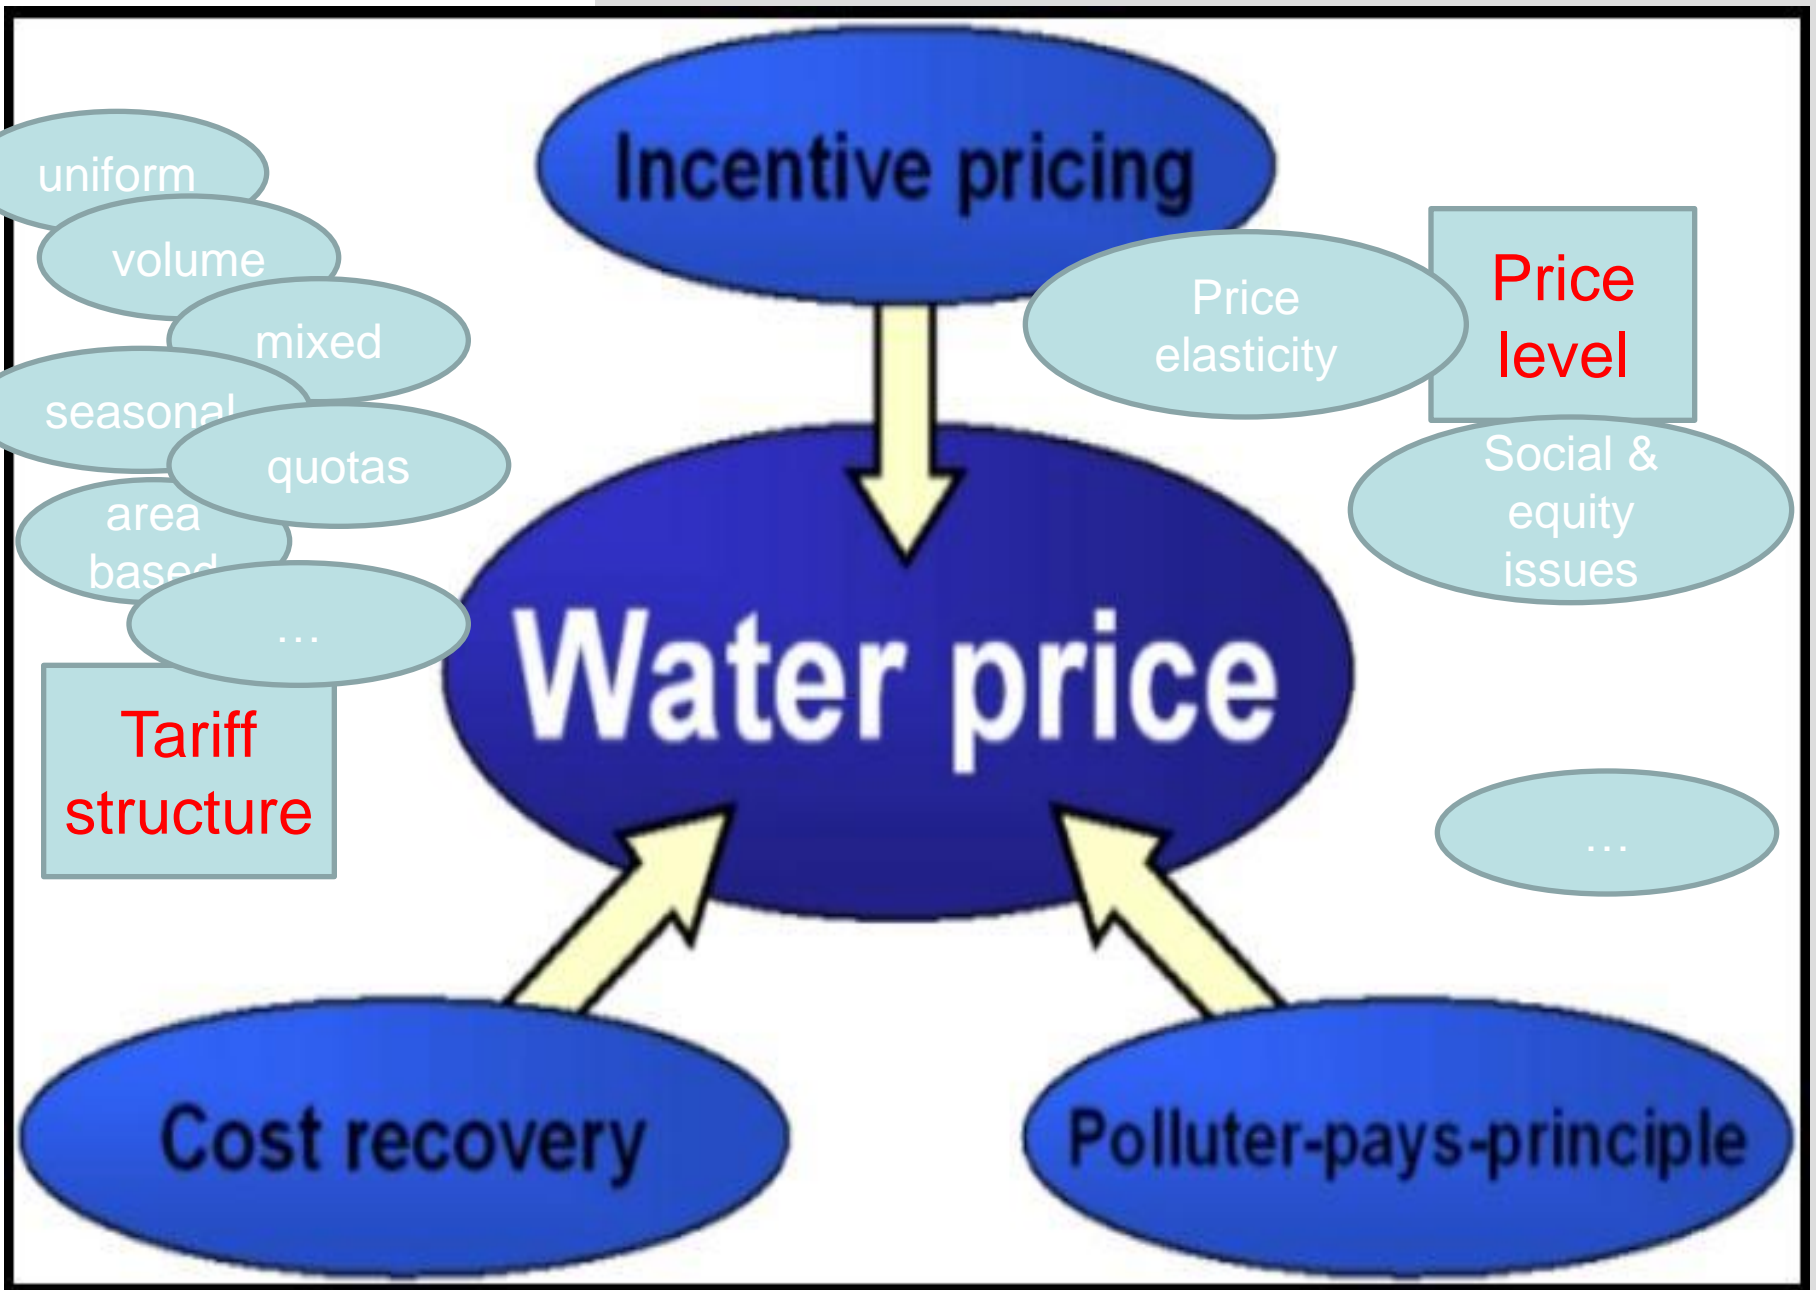 Incentive pricing
uniform
volume
mixed
seasonal
quotas
area
based
…
Tariff
structure
Price
elasticity
Price
level
Social &
equity
issues
…
Water price
Cost recovery
Polluter-pays-principle